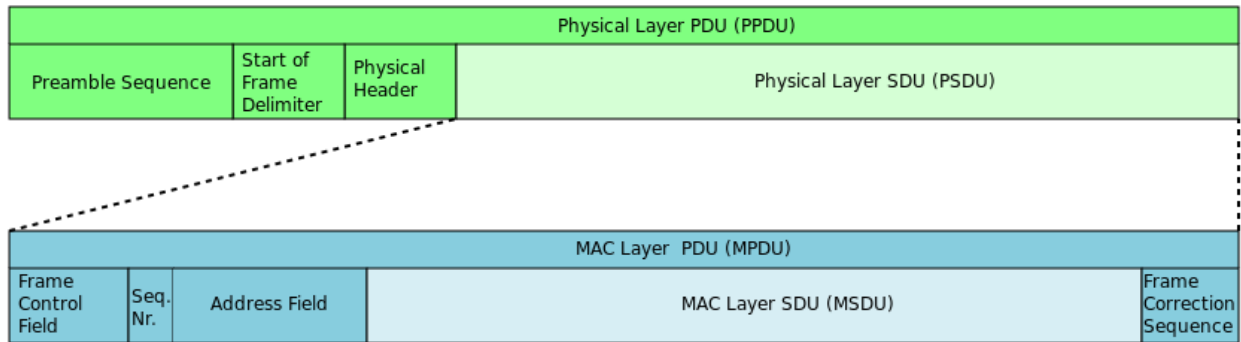 Physical Layer PDU (PPDU)
Preamble Sequence
Start of
Frame
Delimiter
Physical
Header
Physical Layer SDU (PSDU)
MAC Layer  PDU (MPDU)
Frame
Control
Field
Seq.
Nr.
Address Field
MAC Layer SDU (MSDU)
Frame
Correction
Sequence